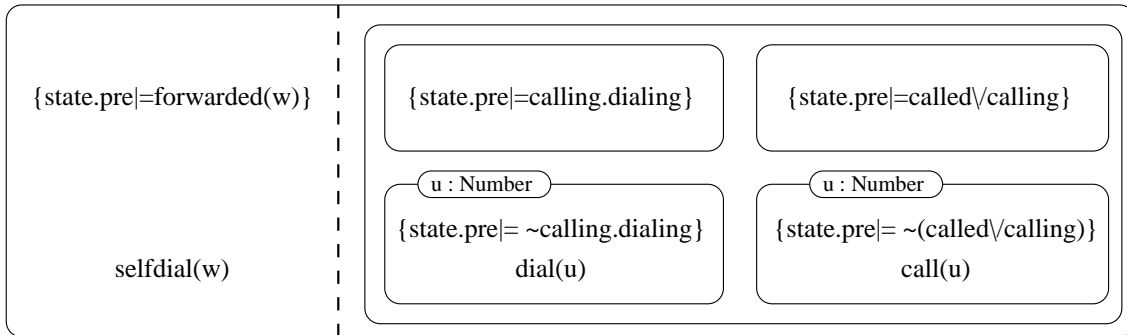 {state.pre|=forwarded(w)}
selfdial(w)
{state.pre|=calling.dialing}
{state.pre|=called\/calling}
u : Number
{state.pre|= ~calling.dialing}
dial(u)
u : Number
{state.pre|= ~(called\/calling)}
call(u)